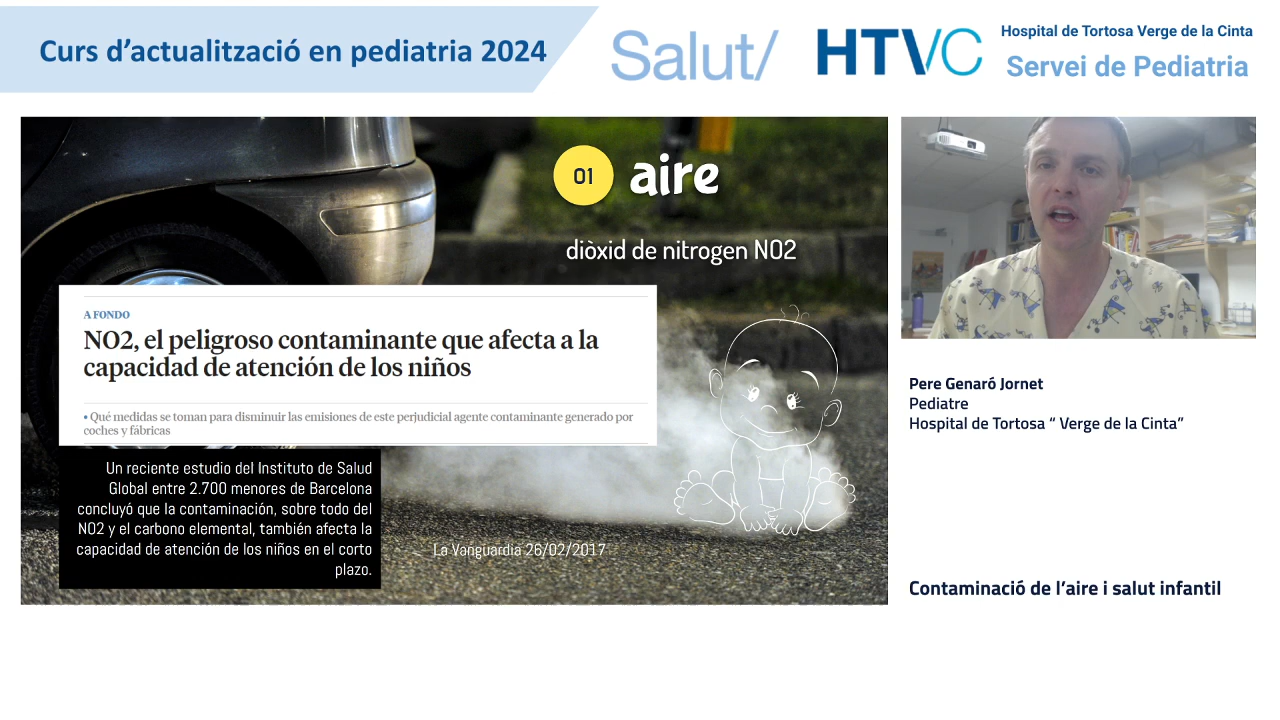 Curs d’actualització en pediatria 2024
Salut/
HTVC
Hospital de Tortosa Verge de la Cinta
Servei de Pediatria
01
aire
diòxid de nitrogen NO2
A FONDO
NO2, el peligroso contaminante que afecta a la
capacidad de atención de los niños
• Qué medidas se toman para disminuir las emisiones de este perjudicial agente contaminante generado por
coches y fábricas
Un reciente estudio del Instituto de Salud
Global entre 2.700 menores de Barcelona
concluyó que la contaminación, sobre todo del
NO2 y el carbono elemental, también afecta la
capacidad de atención de los niños en el corto
plazo.
La Vanguardia 26/02/2017
Pere Genaró Jornet
Pediatre
Hospital de Tortosa “ Verge de la Cinta”
Contaminació de l’aire i salut infantil